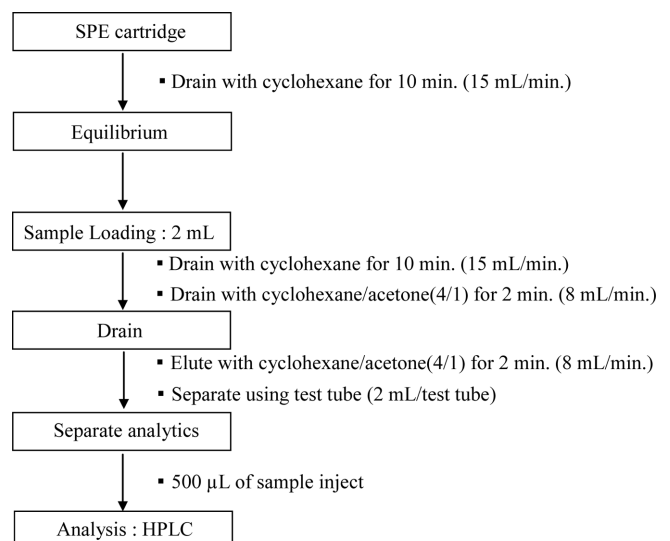 SPE cartridge
▪ Drain with cyclohexane for 10 min. (15 mL/min.)
Equilibrium
Sample Loading : 2 mL
▪ Drain with cyclohexane for 10 min. (15 mL/min.)
▪ Drain with cyclohexane/acetone(4/1) for 2 min. (8 mL/min.)
Drain
▪ Elute with cyclohexane/acetone(4/1) for 2 min. (8 mL/min.)
▪ Separate using test tube (2 mL/test tube)
Separate analytics
▪ 500 µL of sample inject
Analysis : HPLC